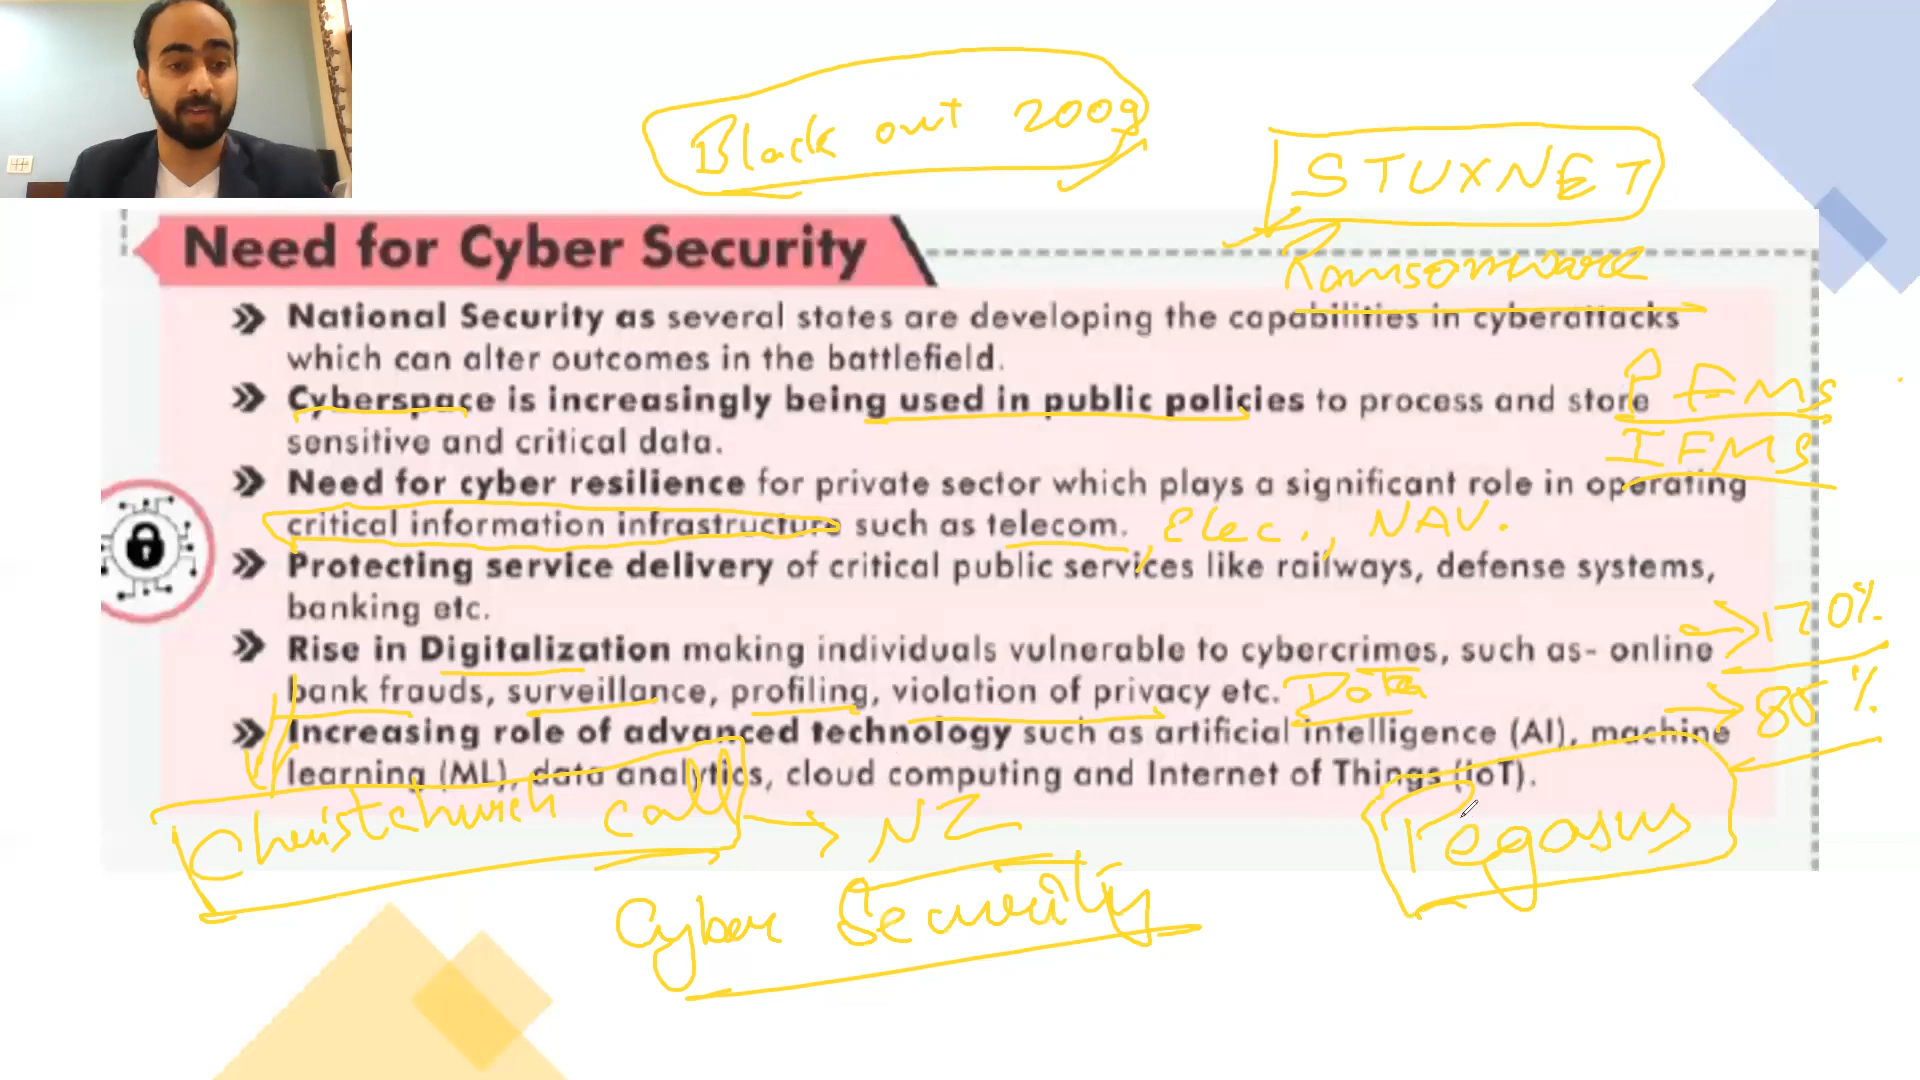 Black out 2009
STUXNET
Need for Cyber Security
Ransomware
National Security as several states are developing the capabilities in cyberattacks
which can alter outcomes in the battlefield.
PFMS
Cyberspace is increasingly being used in public policies to process and store
sensitive and critical data.
IFMS
Need for cyber resilience for private sector which plays a significant role in operating
critical information infrastructure such as telecom. , Elec., NAV.
Protecting service delivery of critical public services like railways, defense systems,
banking etc.
→ 170%
Rise in Digitalization making individuals vulnerable to cybercrimes, such as- online
bank frauds, surveillance, profiling, violation of privacy etc. Data
→ 85%
Increasing role of advanced technology such as artificial intelligence (AI), machine
learning (ML), data analytics, cloud computing and Internet of Things (IoT).
Christchurch call → NZ
Pegasus
Cyber Security